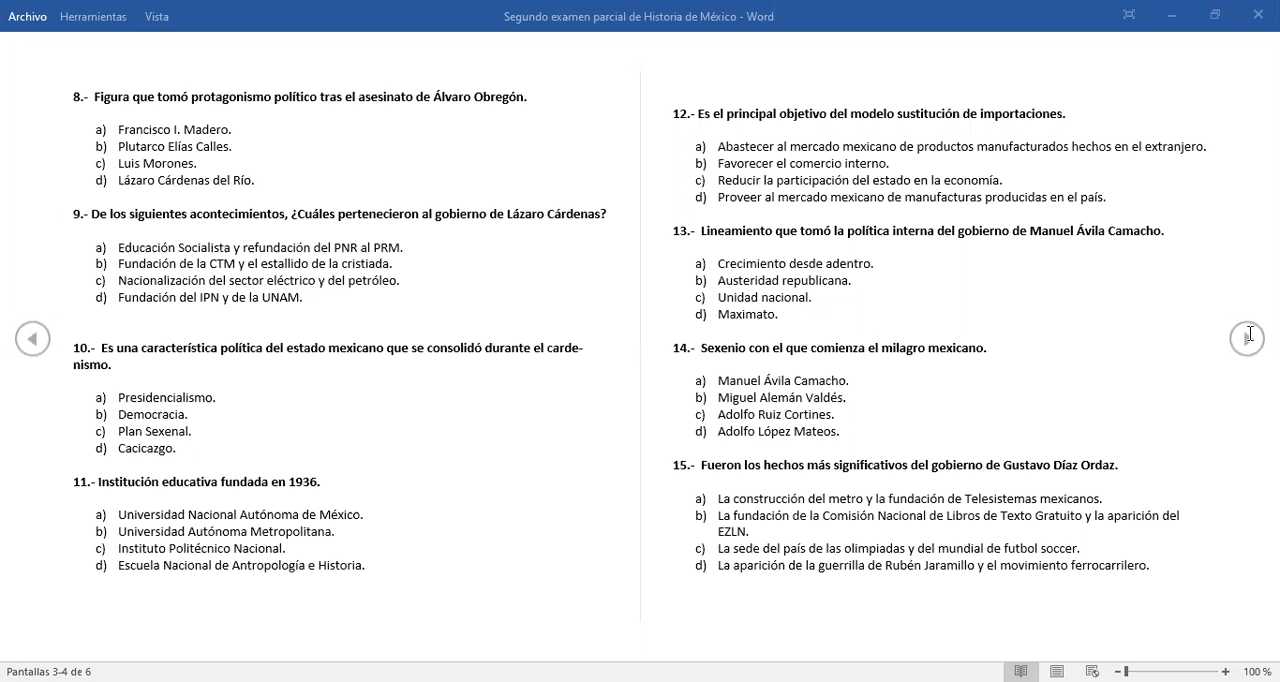 Archivo Herramientas Vista Segundo examen parcial de Historia de México - Word
8.- Figura que tomó protagonismo político tras el asesinato de Álvaro Obregón.
a) Francisco I. Madero.
b) Plutarco Elías Calles.
c) Luis Morones.
d) Lázaro Cárdenas del Río.
9.- De los siguientes acontecimientos, ¿Cuáles pertenecieron al gobierno de Lázaro Cárdenas?
a) Educación Socialista y refundación del PNR al PRM.
b) Fundación de la CTM y el estallido de la cristiada.
c) Nacionalización del sector eléctrico y del petróleo.
d) Fundación del IPN y de la UNAM.
10.- Es una característica política del estado mexicano que se consolidó durante el carde-
nismo.
a) Presidencialismo.
b) Democracia.
c) Plan Sexenal.
d) Cacicazgo.
11.- Institución educativa fundada en 1936.
a) Universidad Nacional Autónoma de México.
b) Universidad Autónoma Metropolitana.
c) Instituto Politécnico Nacional.
d) Escuela Nacional de Antropología e Historia.
12.- Es el principal objetivo del modelo sustitución de importaciones.
a) Abastecer al mercado mexicano de productos manufacturados hechos en el extranjero.
b) Favorecer el comercio interno.
c) Reducir la participación del estado en la economía.
d) Proveer al mercado mexicano de manufacturas producidas en el país.
13.- Lineamiento que tomó la política interna del gobierno de Manuel Ávila Camacho.
a) Crecimiento desde adentro.
b) Austeridad republicana.
c) Unidad nacional.
d) Maximato.
14.- Sexenio con el que comienza el milagro mexicano.
a) Manuel Ávila Camacho.
b) Miguel Alemán Valdés.
c) Adolfo Ruiz Cortines.
d) Adolfo López Mateos.
15.- Fueron los hechos más significativos del gobierno de Gustavo Díaz Ordaz.
a) La construcción del metro y la fundación de Telesistemas mexicanos.
b) La fundación de la Comisión Nacional de Libros de Texto Gratuito y la aparición del
EZLN.
c) La sede del país de las olimpiadas y del mundial de futbol soccer.
d) La aparición de la guerrilla de Rubén Jaramillo y el movimiento ferrocarrilero.
Pantallas 3-4 de 6 100 %